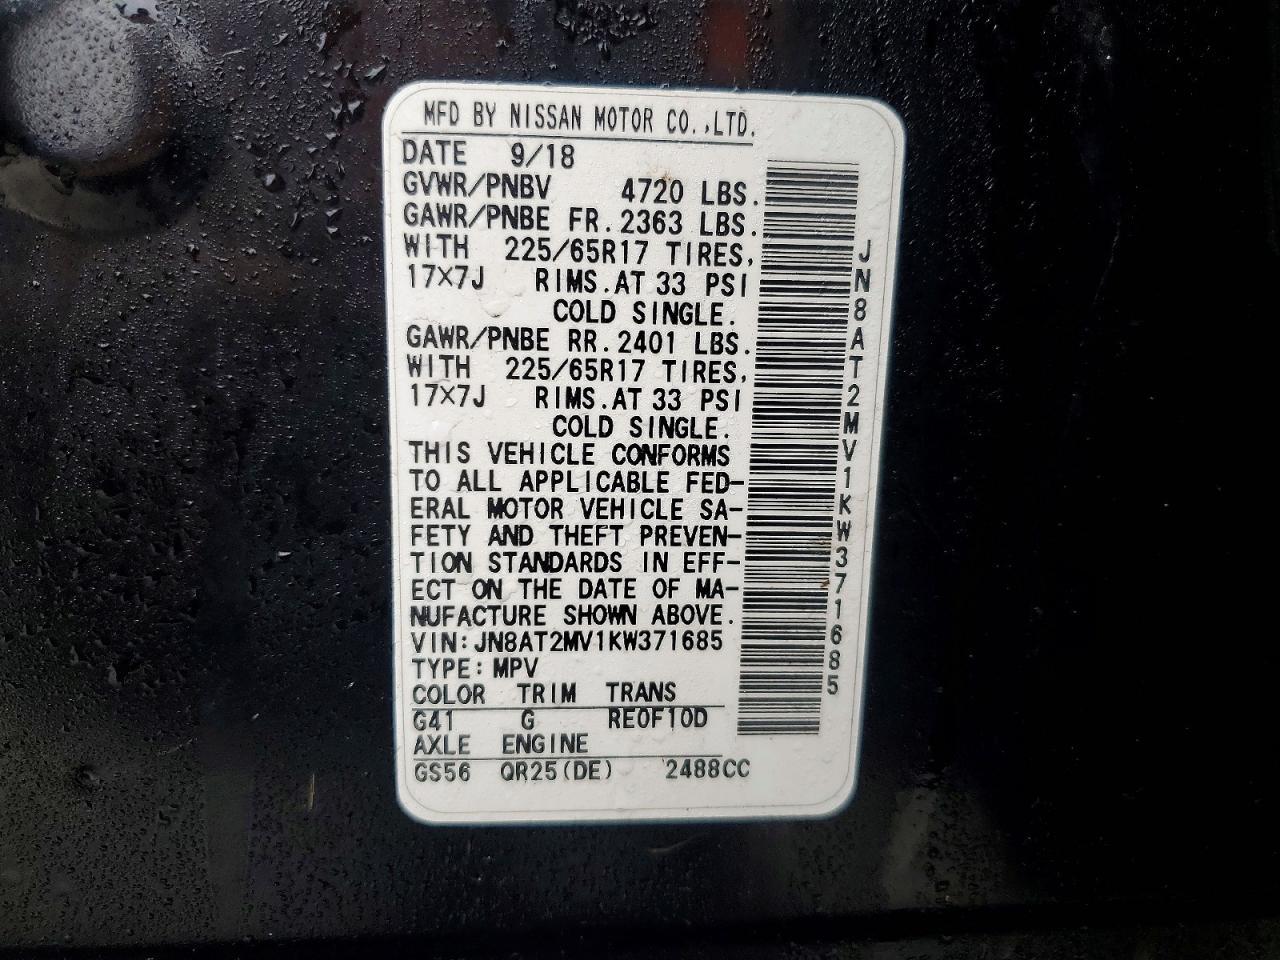 MFD BY NISSAN MOTOR CO.,LTD.
DATE 9/18
GVWR/PNBV 4720 LBS.
GAWR/PNBE FR.2363 LBS.
WITH 225/65R17 TIRES,
17X7J RIMS.AT 33 PSI
COLD SINGLE.
GAWR/PNBE RR.2401 LBS.
WITH 225/65R17 TIRES,
17X7J RIMS.AT 33 PSI
COLD SINGLE.
THIS VEHICLE CONFORMS
TO ALL APPLICABLE FED-
ERAL MOTOR VEHICLE SA-
FETY AND THEFT PREVEN-
TION STANDARDS IN EFF-
ECT ON THE DATE OF MA-
NUFACTURE SHOWN ABOVE.
VIN:JN8AT2MV1KW371685
TYPE:MPV
COLOR TRIM TRANS
G41 G RE0F10D
AXLE ENGINE
GS56 QR25(DE) 2488CC
JN8AT2MV1KW371685